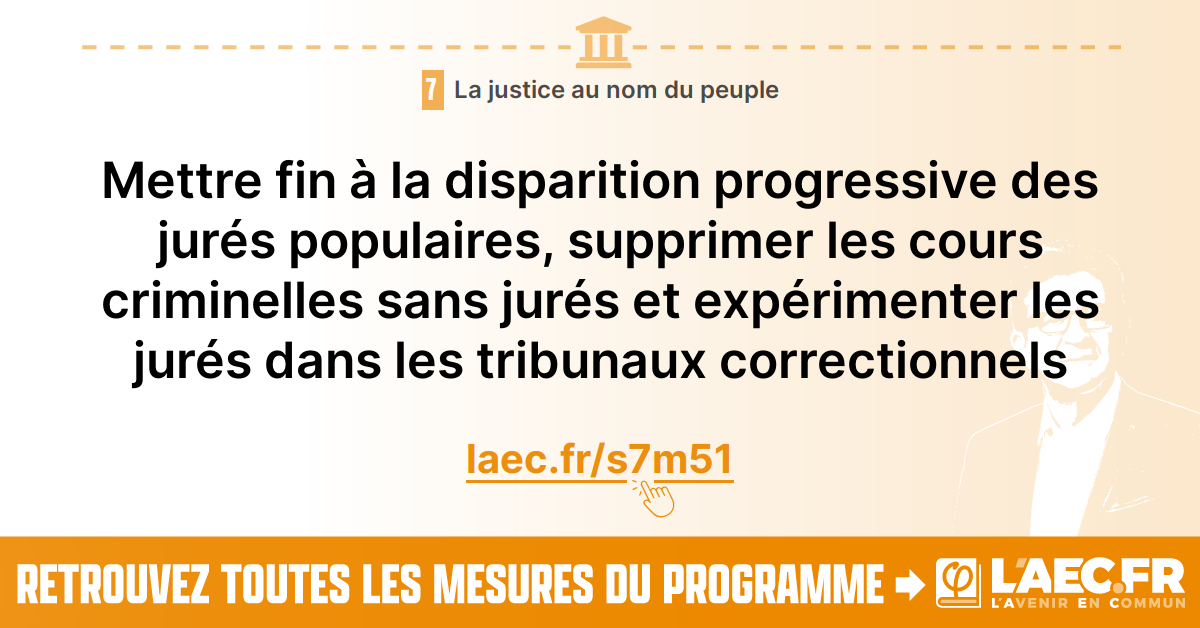 7 La justice au nom du peuple
Mettre fin à la disparition progressive des
jurés populaires, supprimer les cours
criminelles sans jurés et expérimenter les
jurés dans les tribunaux correctionnels
laec.fr/s7m51
RETROUVEZ TOUTES LES MESURES DU PROGRAMME
φ L'AEC.FR
L'AVENIR EN COMMUN